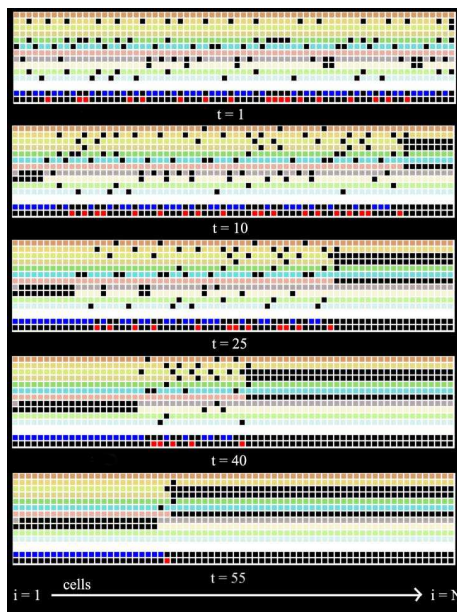 t = 1
t = 10
t = 25
t = 40
t = 55
i = 1 cells i = N